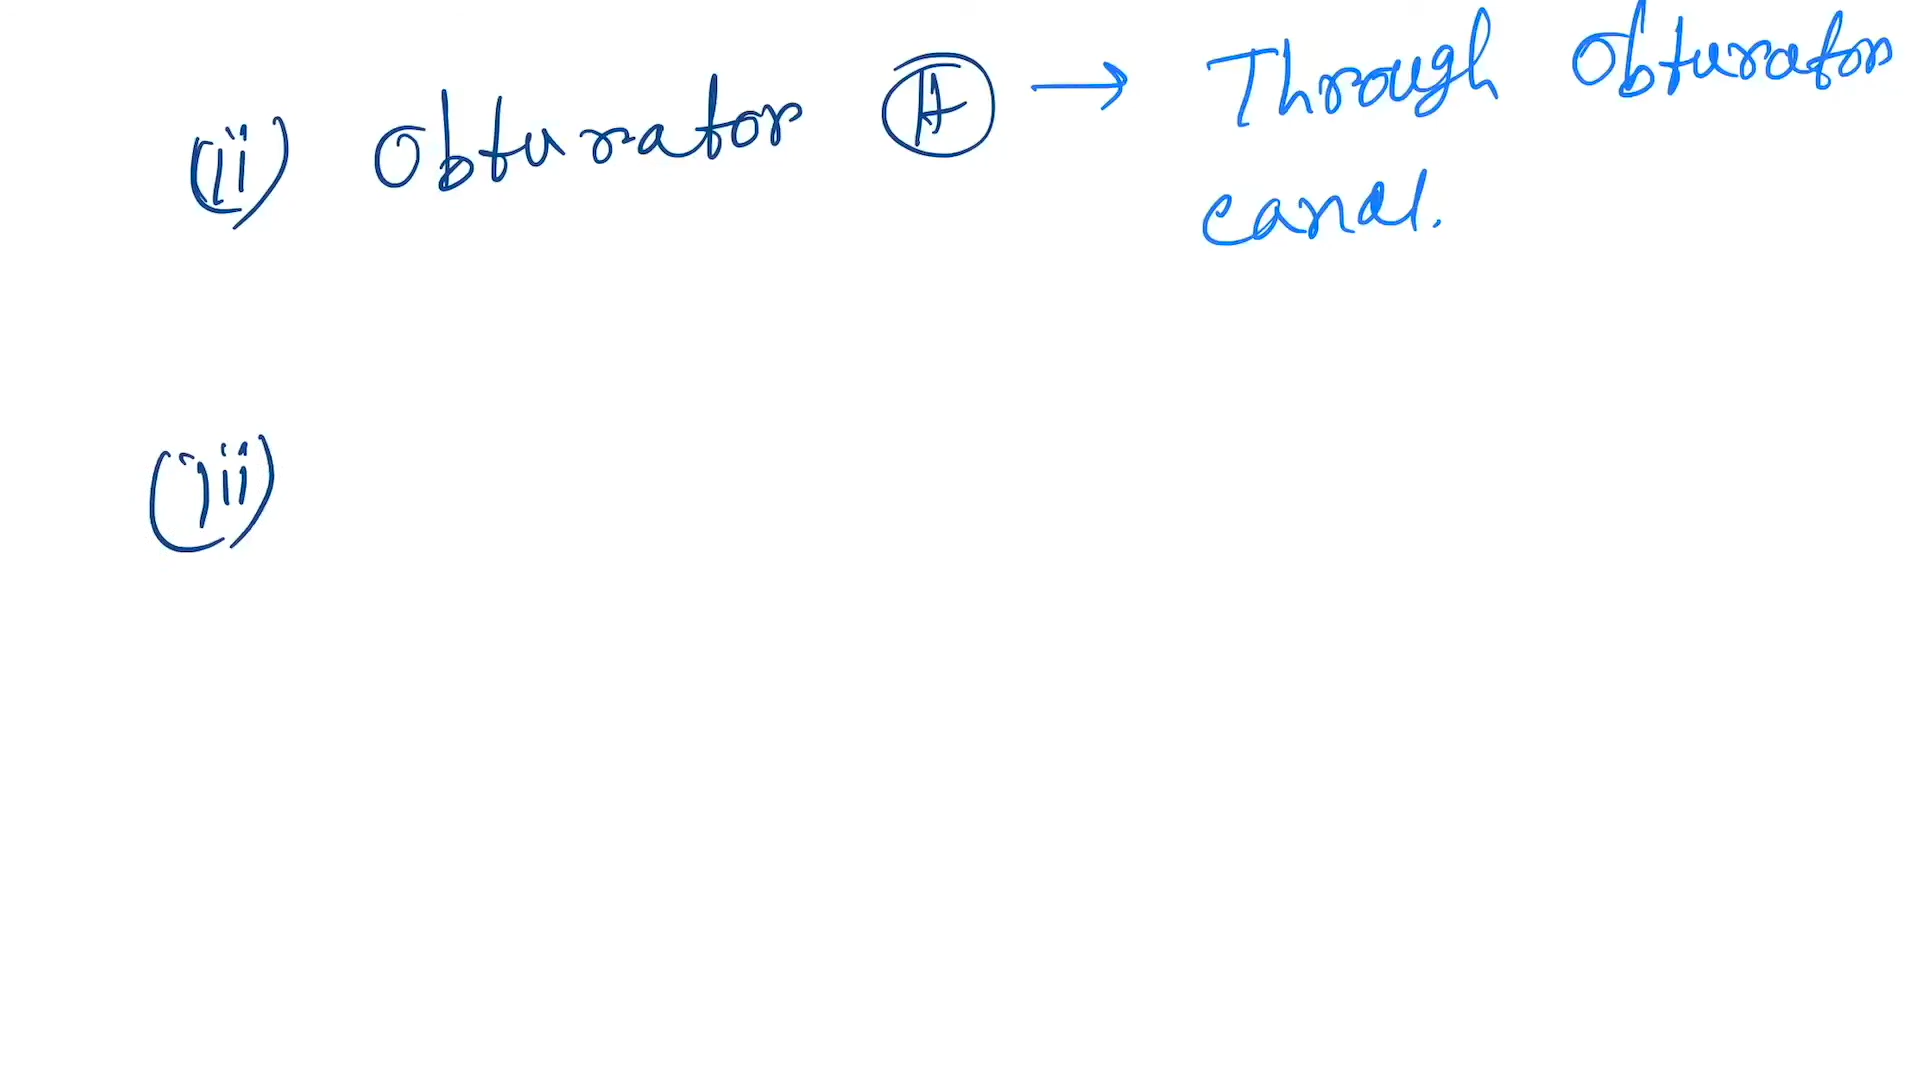 (ii) Obturator (H) → Through Obturator
canal.
(iii)